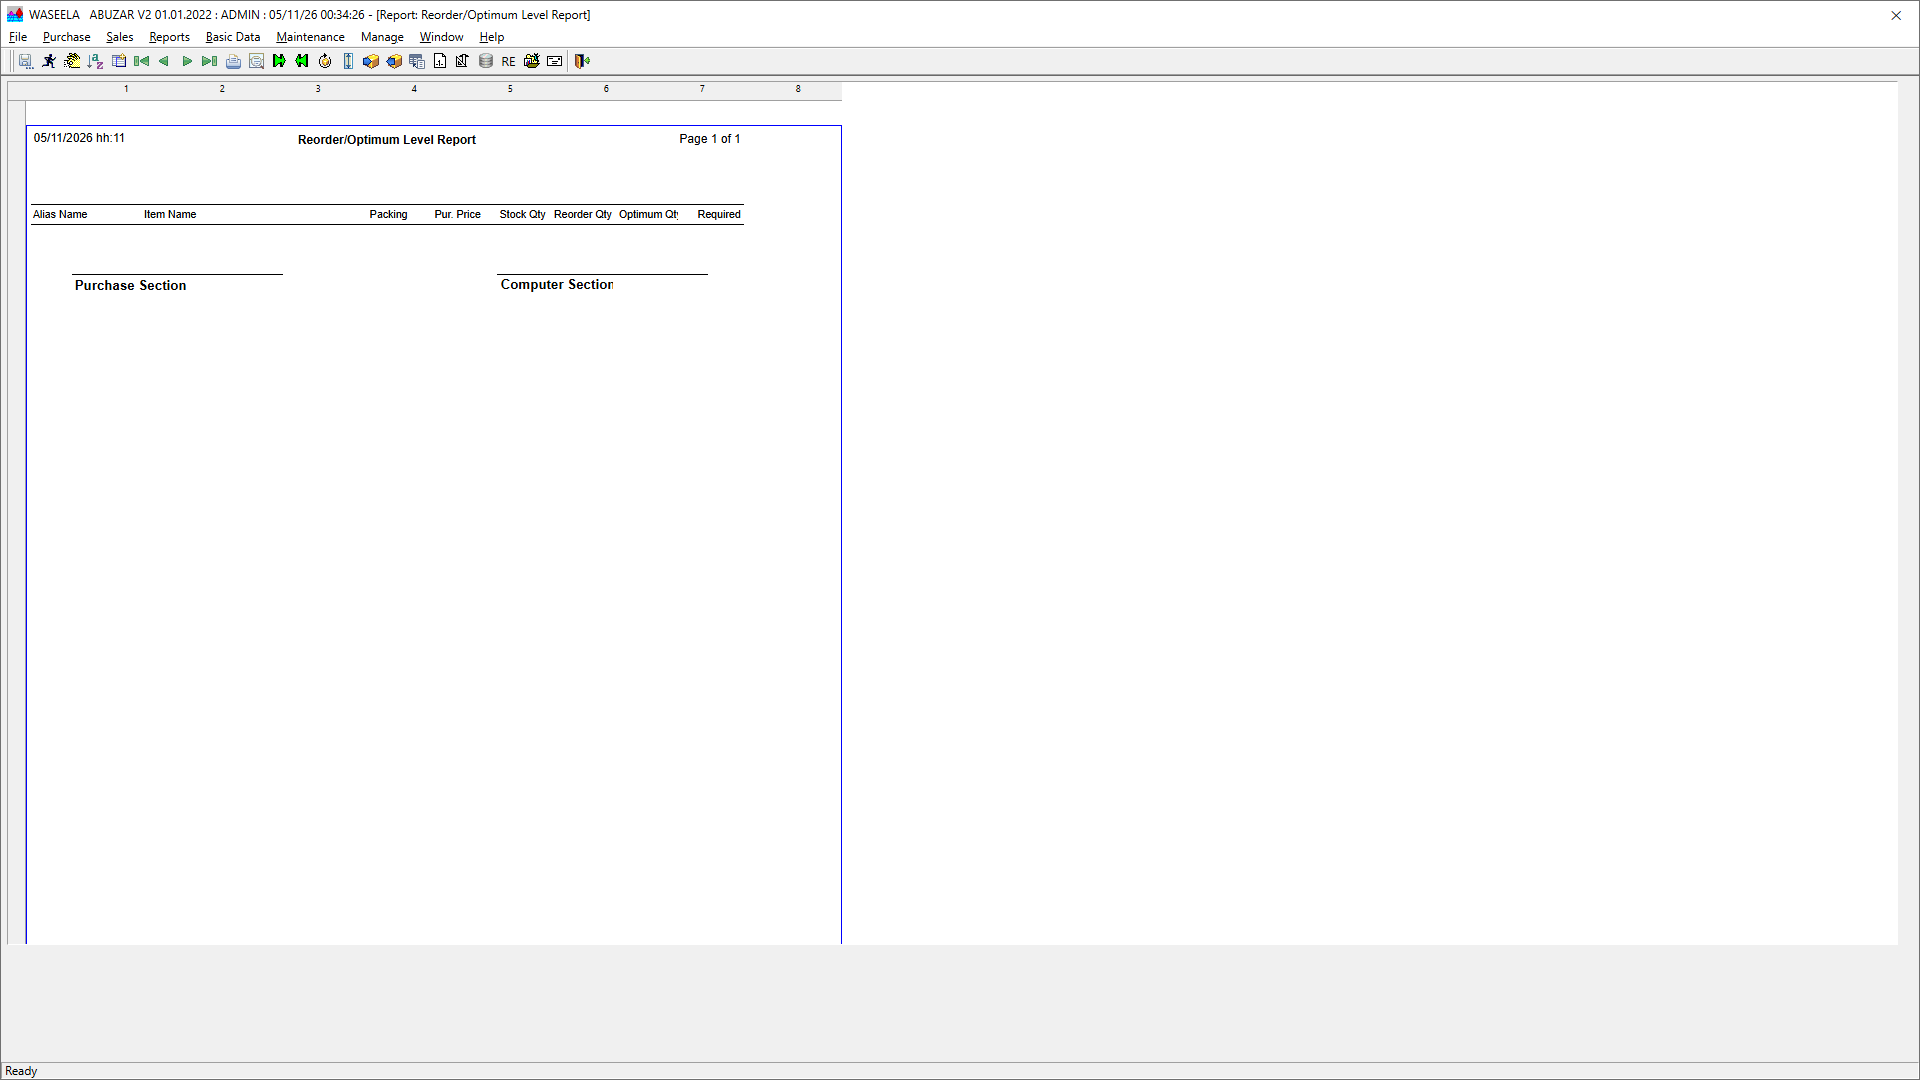 WASEELA   ABUZAR V2 01.01.2022 : ADMIN : 05/11/26 00:34:26 - [Report: Reorder/Optimum Level Report]
File Purchase Sales Reports Basic Data Maintenance Manage Window Help
RE
1 2 3 4 5 6 7 8
05/11/2026 hh:11 Reorder/Optimum Level Report Page 1 of 1
Alias Name Item Name Packing Pur. Price Stock Qty Reorder Qty Optimum Qty Required
Purchase Section Computer Section
Ready